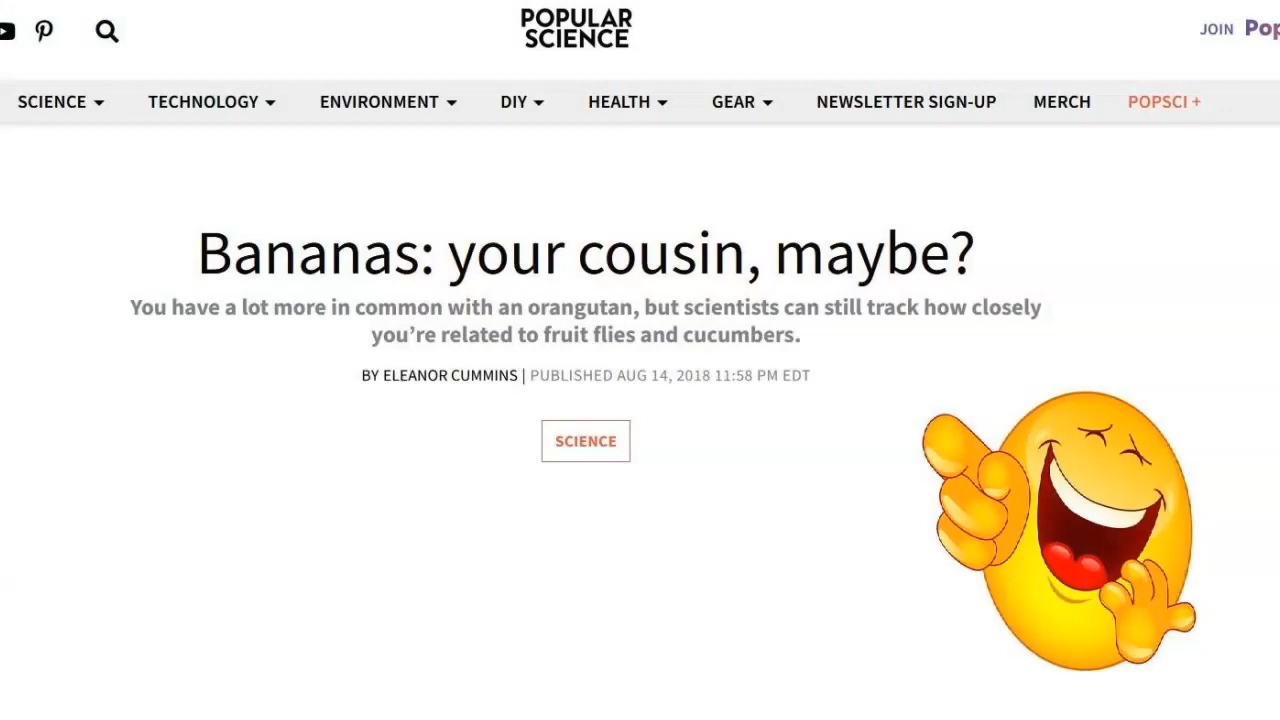 POPULAR
SCIENCE
JOIN
SCIENCE
TECHNOLOGY
ENVIRONMENT
DIY
HEALTH
GEAR
NEWSLETTER SIGN-UP
MERCH
POPSCI +
Bananas: your cousin, maybe?
You have a lot more in common with an orangutan, but scientists can still track how closely
you’re related to fruit flies and cucumbers.
BY ELEANOR CUMMINS | PUBLISHED AUG 14, 2018 11:58 PM EDT
SCIENCE